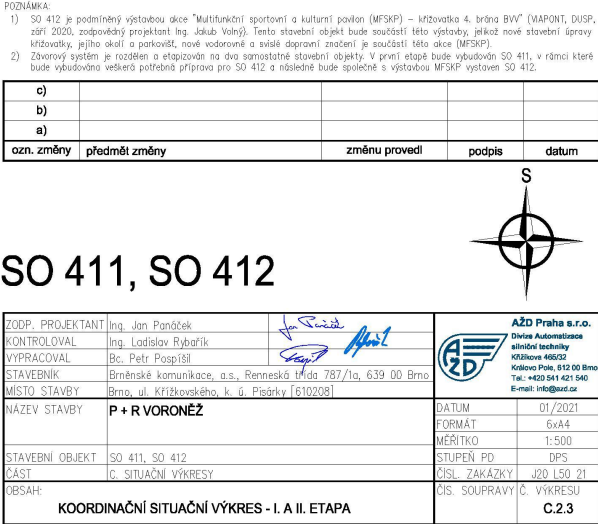 POZNÁMKA:
1) SO 412 je podmíněný výstavbou akce "Multifunkční sportovní a kulturní pavilon (MFSKP) – křižovatka 4. brána BVV" (VIAPONT, DUSP,
září 2020, zodpovědný projektant Ing. Jakub Volný). Tento stavební objekt bude součástí této výstavby, jelikož nové stavební úpravy
křižovatky, jejího okolí a parkovišť, nové vodorovné a svislé dopravní značení je součástí této akce (MFSKP).
2) Závorový systém je rozdělen a etapizován na dva samostatné stavební objekty. V první etapě bude vybudován SO 411, v rámci které
bude vybudována veškerá potřebná příprava pro SO 412 a následně bude společně s výstavbou MFSKP vystaven SO 412.
c)
b)
a)
ozn. změny předmět změny změnu provedl podpis datum
S
SO 411, SO 412
ZODP. PROJEKTANT Ing. Jan Panáček
KONTROLOVAL Ing. Ladislav Rybařík
VYPRACOVAL Bc. Petr Pospíšil
STAVEBNÍK Brněnské komunikace, a.s., Renneská třída 787/1a, 639 00 Brno
MÍSTO STAVBY Brno, ul. Křížkovského, k. ú. Pisárky [610208]
AŽD
AŽD Praha s.r.o.
Divize Automatizace
silniční techniky
Křižíkova 465/32
Královo Pole, 612 00 Brno
Tel.: +420 541 421 540
E-mail: info@azd.cz
NÁZEV STAVBY P + R VORONĚŽ
DATUM 01/2021
FORMÁT 6xA4
MĚŘÍTKO 1:500
STAVEBNÍ OBJEKT SO 411, SO 412
STUPEŇ PD DPS
ČÁST C. SITUAČNÍ VÝKRESY
ČÍSL. ZAKÁZKY J20 L50 21
OBSAH:
KOORDINAČNÍ SITUAČNÍ VÝKRES - I. A II. ETAPA
ČÍS. SOUPRAVY Č. VÝKRESU
C.2.3